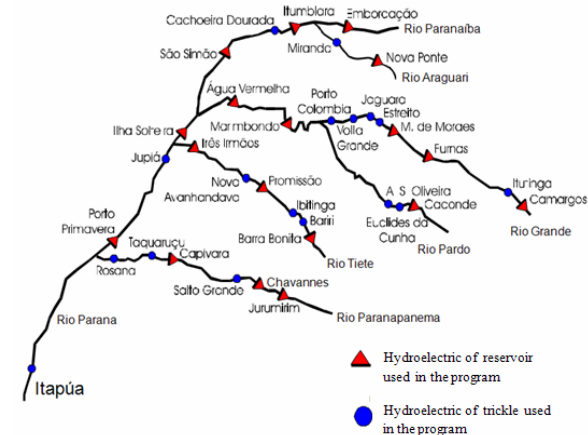 Itumbiora
Emborcação
Cachoeira Dourada
Rio Paranaíba
Miranda
Nova Ponte
São Simão
Rio Araguari
Água Vermelha
Porto
Colombia
Jaguara
Estreito
M. de Moraes
Marimbondo
Volta
Grande
Furnas
Ilha Solteira
Três Irmãos
Jupiá
Ituringa
Camargos
Nova
Avanhandava
Promissão
A S Oliveira
Caconde
Ibitinga
Bariri
Euclides da
Cunha
Rio Grande
Rio Pardo
Porto
Primavera
Barra Bonita
Rio Tiete
Taquaruçu
Capivara
Rosana
Salto Grande
Chavannes
Jurumirim
Rio Parana
Rio Paranapanema
Itapúa
Hydroelectric of reservoir
used in the program
Hydroelectric of trickle used
in the program